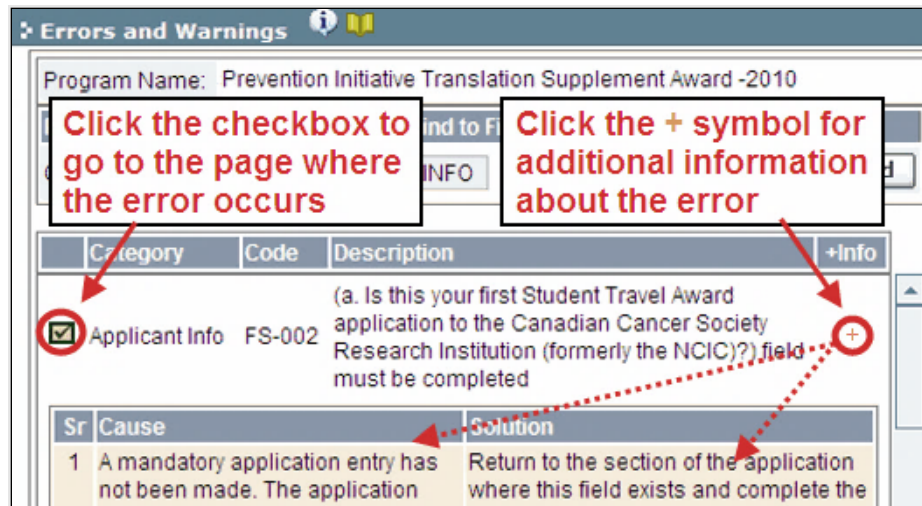 Errors and Warnings
Program Name: Prevention Initiative Translation Supplement Award -2010
Click the checkbox to
go to the page where
the error occurs
ind to Fi
INFO
Click the + symbol for
additional information
about the error
Category Code Description +Info
Applicant Info FS-002 (a. Is this your first Student Travel Award
application to the Canadian Cancer Society
Research Institution (formerly the NCIC)?) field
must be completed
+
Sr Cause Solution
1 A mandatory application entry has Return to the section of the application
not been made. The application where this field exists and complete the